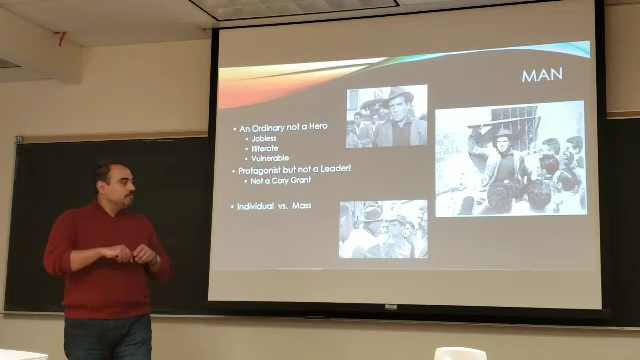 MAN
• An Ordinary not a Hero
• Jobless
• Illiterate
• Vulnerable
• Protagonist but not a Leader!
• Not a Cary Grant
• Individual vs. Mass